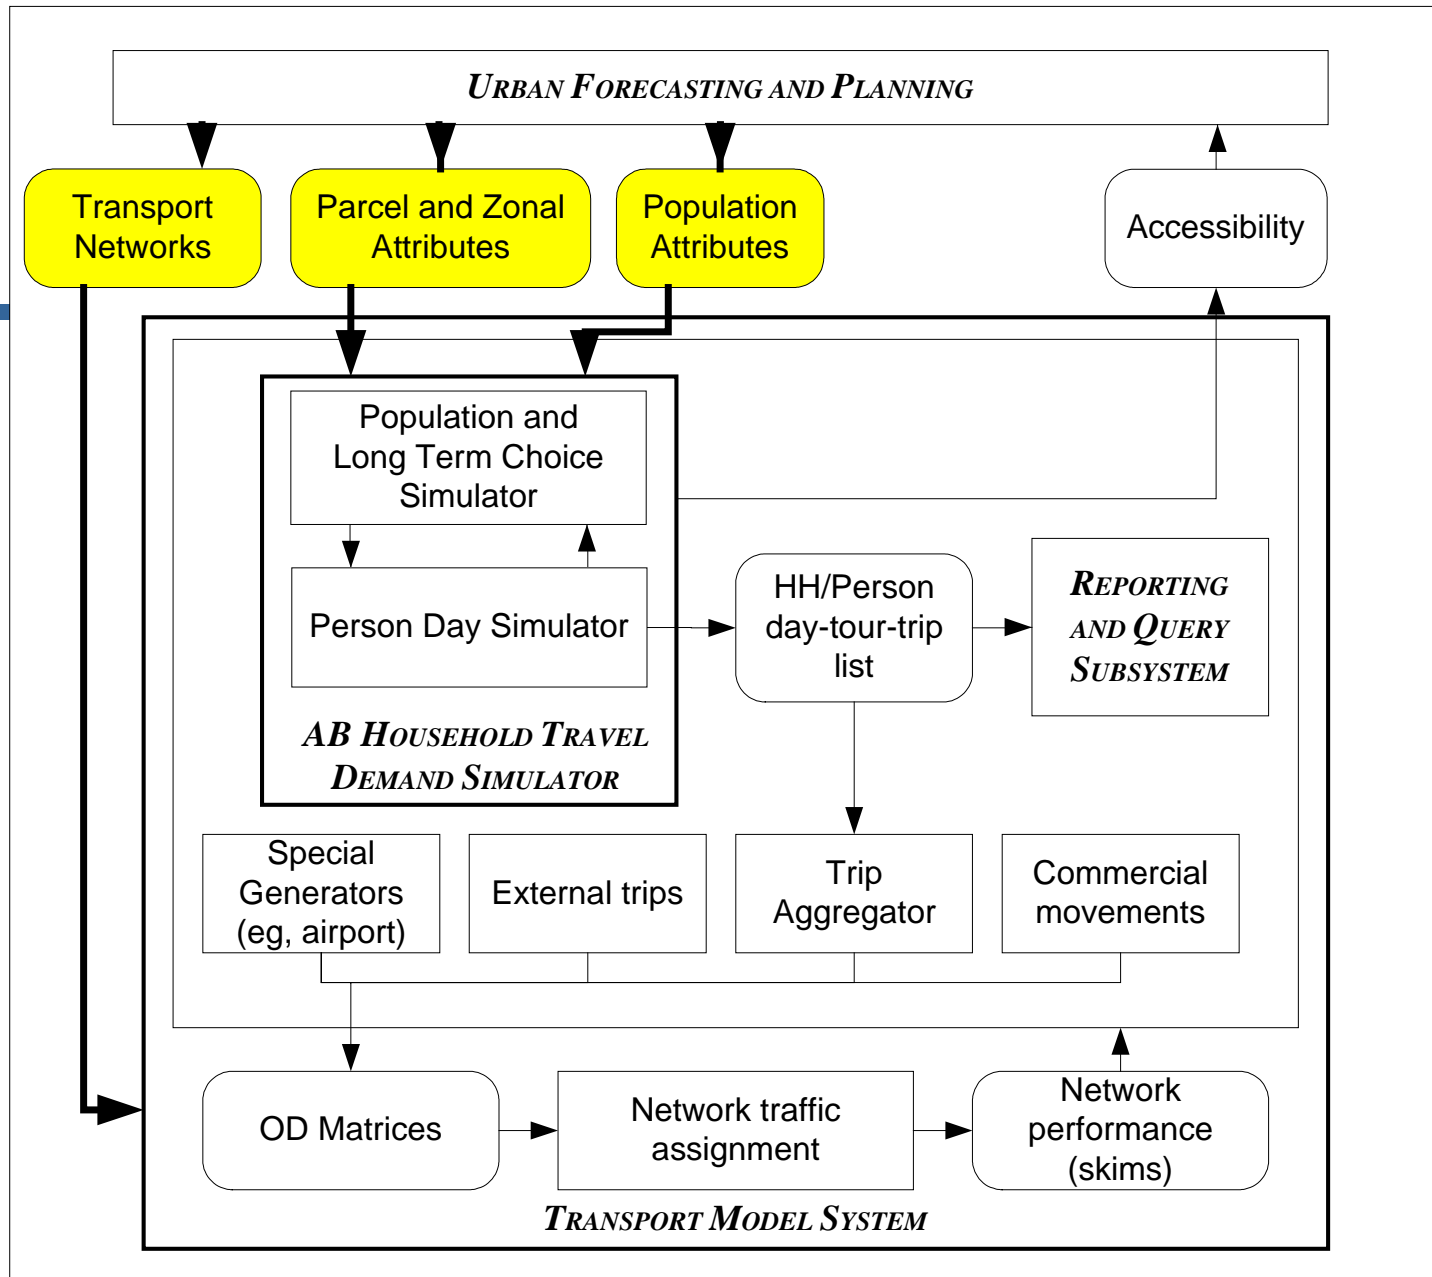 URBAN FORECASTING AND PLANNING
Transport
Networks
Parcel and Zonal
Attributes
Population
Attributes
Accessibility
Population and
Long Term Choice
Simulator
Person Day Simulator
AB HOUSEHOLD TRAVEL
DEMAND SIMULATOR
HH/Person
day-tour-trip
list
REPORTING
AND QUERY
SUBSYSTEM
Special
Generators
(eg, airport)
External trips
Trip
Aggregator
Commercial
movements
OD Matrices
Network traffic
assignment
Network
performance
(skims)
TRANSPORT MODEL SYSTEM